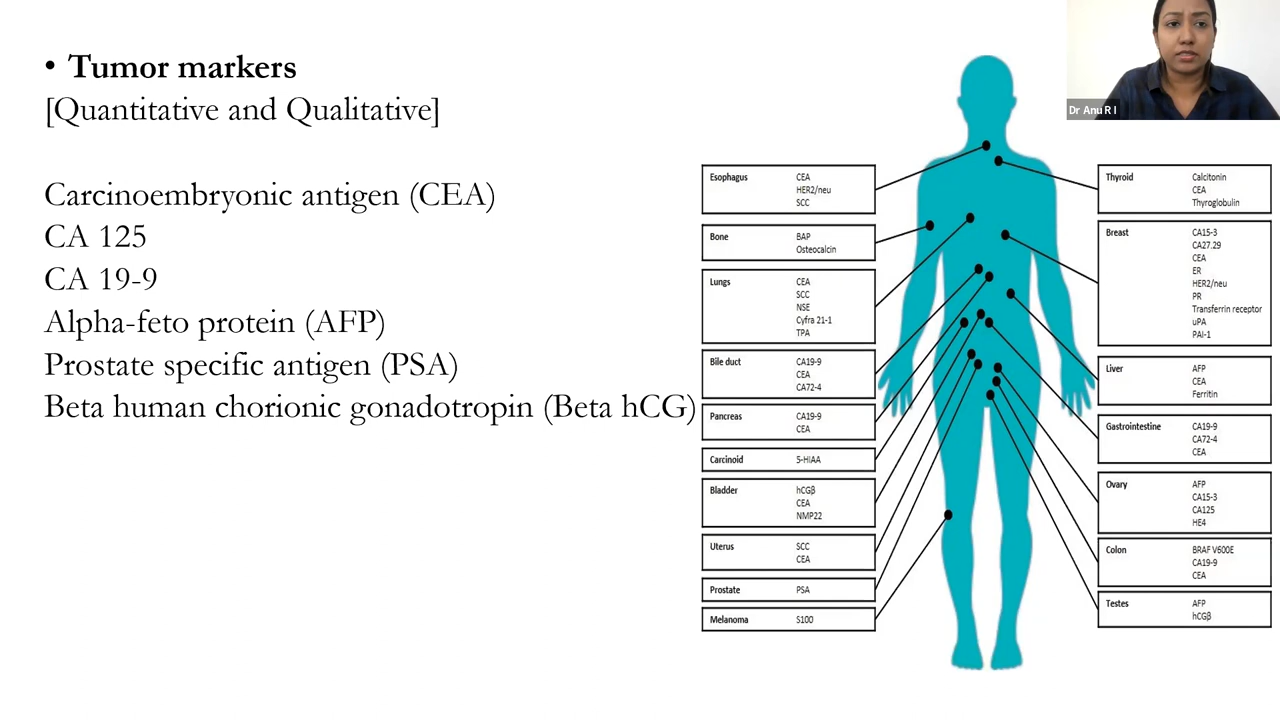 • Tumor markers
[Quantitative and Qualitative]
Carcinoembryonic antigen (CEA)
CA 125
CA 19-9
Alpha-feto protein (AFP)
Prostate specific antigen (PSA)
Beta human chorionic gonadotropin (Beta hCG)
Dr Anu R I
Esophagus CEA
HER2/neu
SCC
Bone BAP
Osteocalcin
Lungs CEA
SCC
NSE
Cyfra 21-1
TPA
Bile duct CA19-9
CEA
CA72-4
Pancreas CA19-9
CEA
Carcinoid 5-HIAA
Bladder hCGβ
CEA
NMP22
Uterus SCC
CEA
Prostate PSA
Melanoma S100
Thyroid Calcitonin
CEA
Thyroglobulin
Breast CA15-3
CA27.29
CEA
ER
HER2/neu
PR
Transferrin receptor
uPA
PAI-1
Liver AFP
CEA
Ferritin
Gastrointestine CA19-9
CA72-4
CEA
Ovary AFP
CA15-3
CA125
HE4
Colon BRAF V600E
CA19-9
CEA
Testes AFP
hCGβ